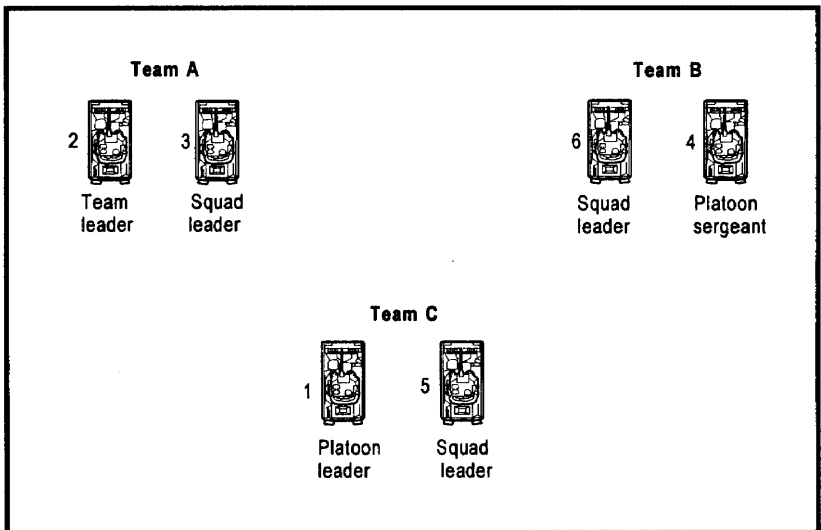 Team A
Team B
2
3
6
4
Team
leader
Squad
leader
Squad
leader
Platoon
sergeant
Team C
1
5
Platoon
leader
Squad
leader